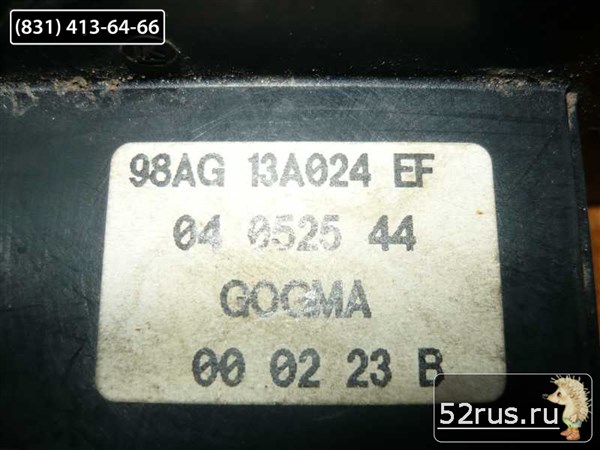 (831) 413-64-66
98AG 13A024 EF
04 0525 44
GOGMA
00 02 23 B
52rus.ru